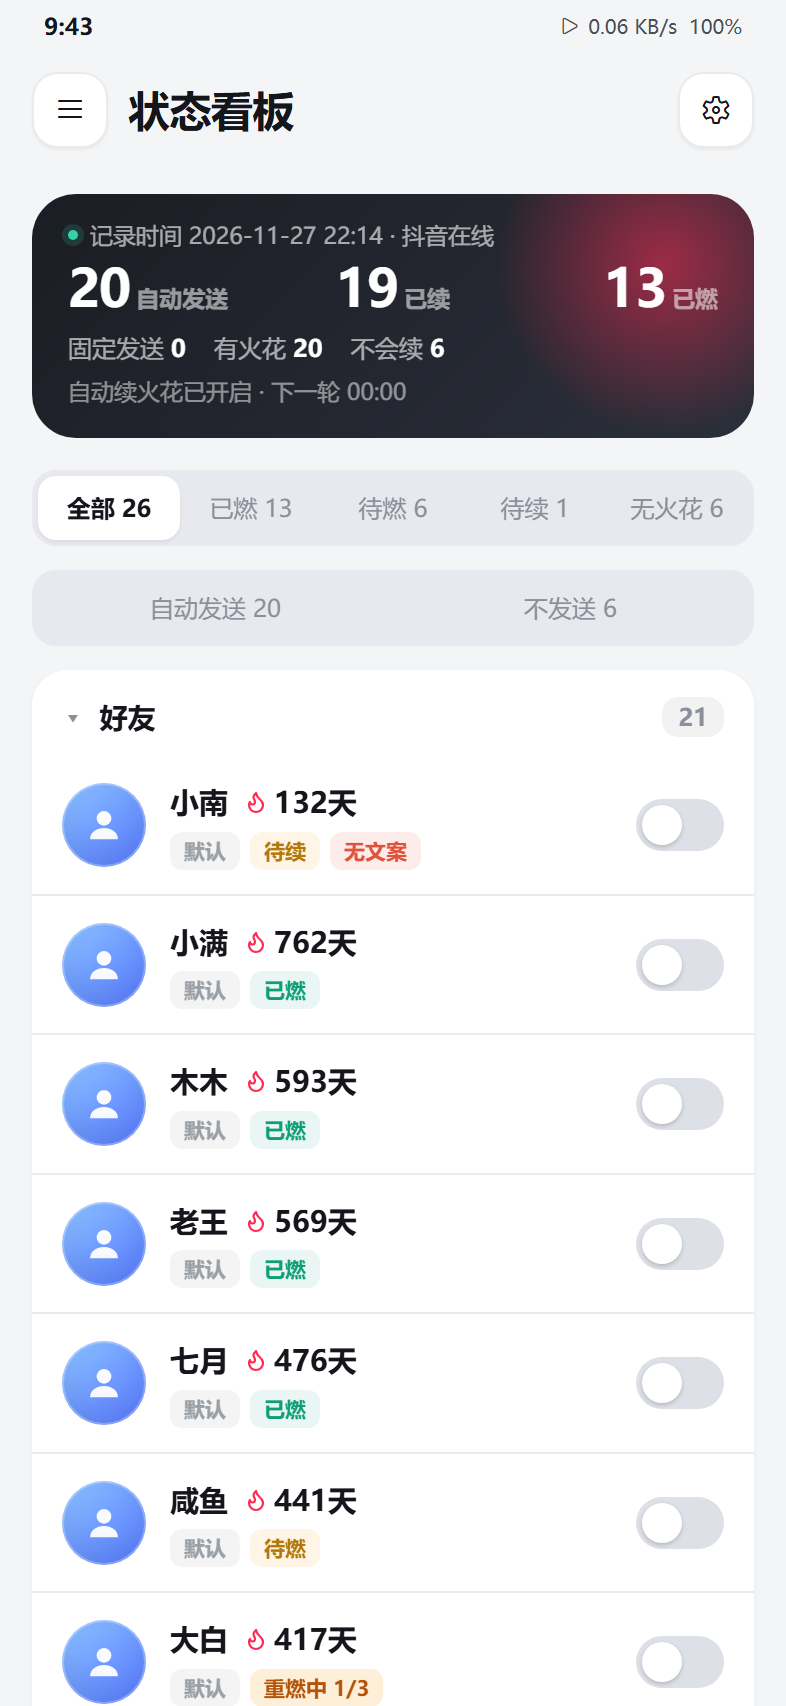 9:43 0.06 KB/s 100%
状态看板
记录时间 2026-11-27 22:14 · 抖音在线
20 自动发送 19 已续 13 已燃
固定发送 0 有火花 20 不会续 6
自动续火花已开启 · 下一轮 00:00
全部 26 已燃 13 待燃 6 待续 1 无火花 6
自动发送 20 不发送 6
好友 21
小南 132天
默认 待续 无文案
小满 762天
默认 已燃
木木 593天
默认 已燃
老王 569天
默认 已燃
七月 476天
默认 已燃
咸鱼 441天
默认 待燃
大白 417天
默认 重燃中 1/3